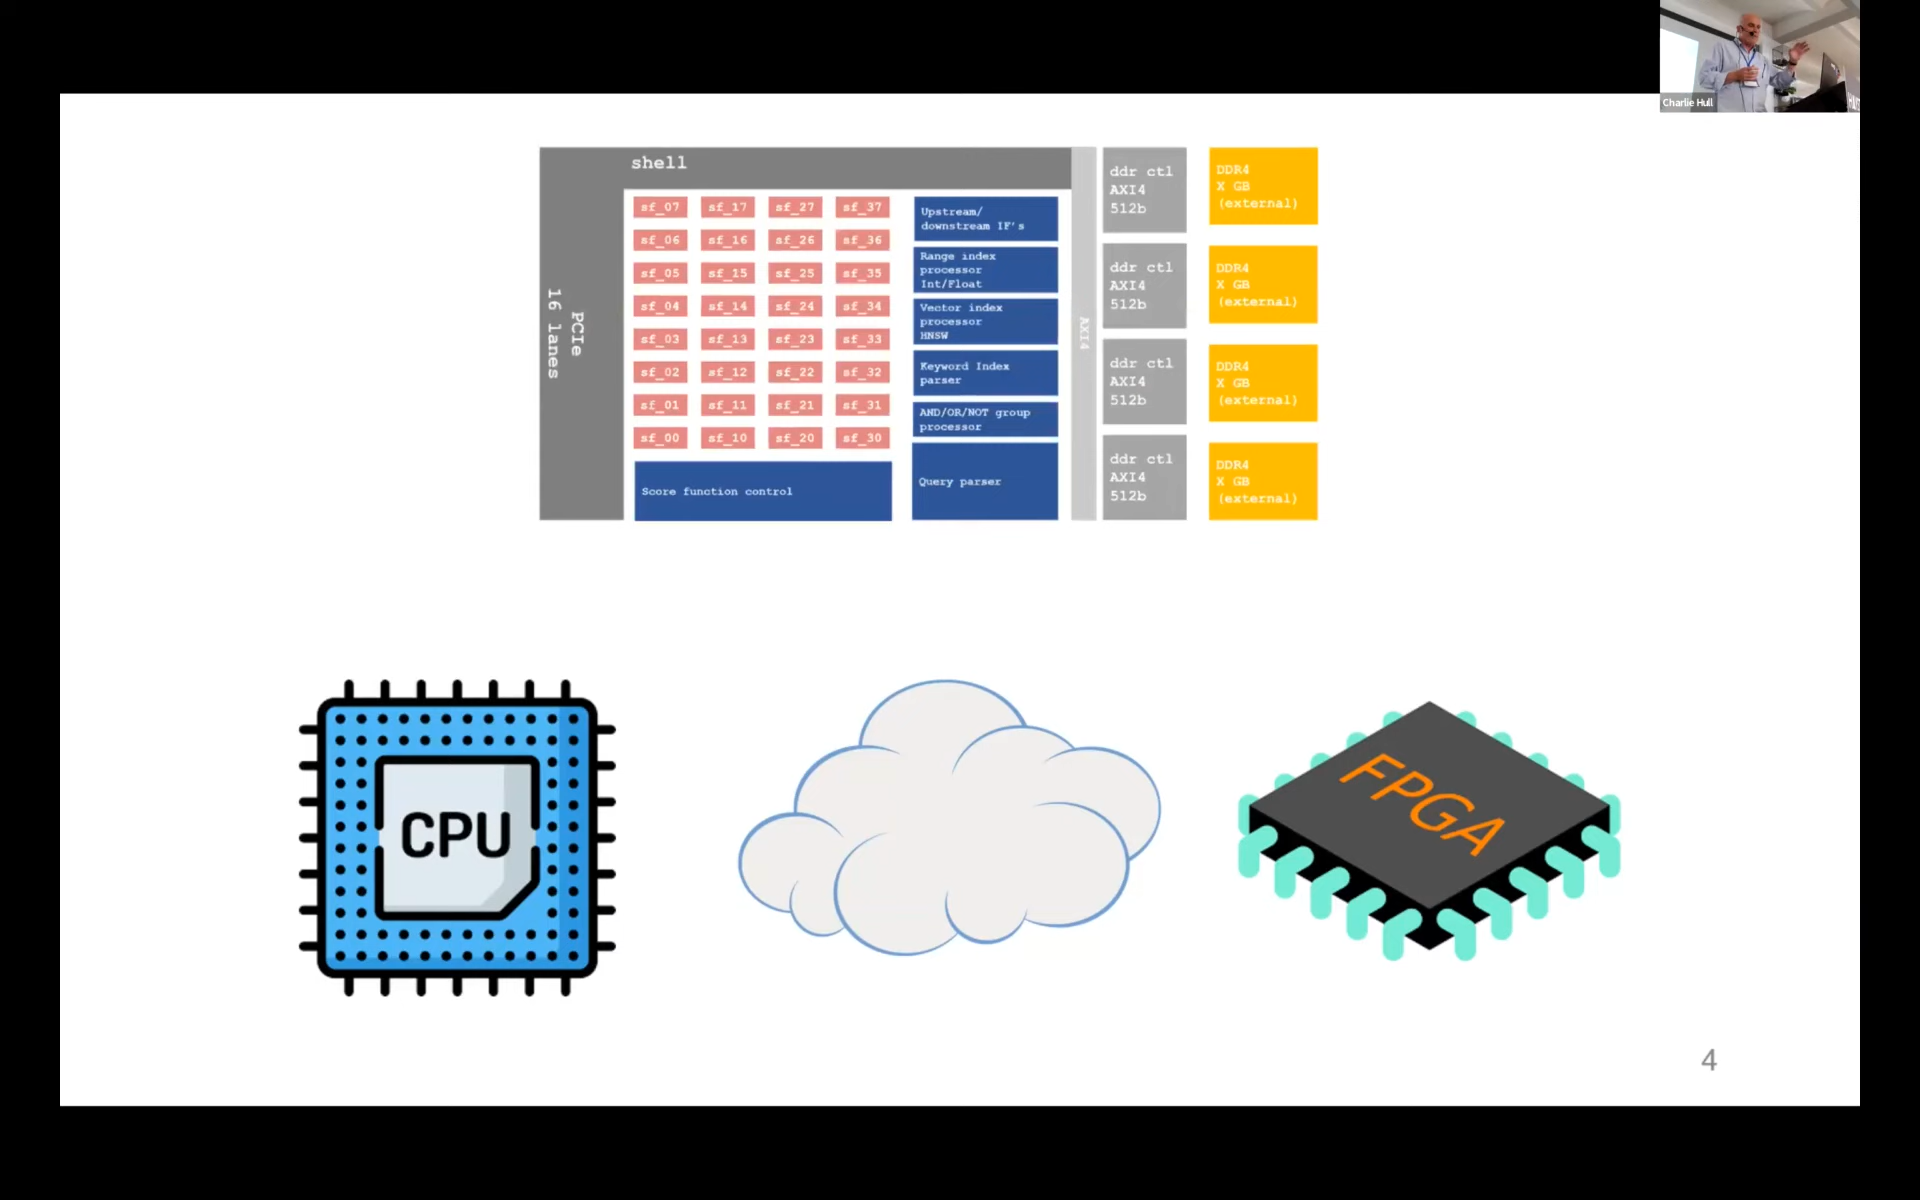 Charlie Hull
shell
PCIe
16 lanes
sf_07 sf_17 sf_27 sf_37
sf_06 sf_16 sf_26 sf_36
sf_05 sf_15 sf_25 sf_35
sf_04 sf_14 sf_24 sf_34
sf_03 sf_13 sf_23 sf_33
sf_02 sf_12 sf_22 sf_32
sf_01 sf_11 sf_21 sf_31
sf_00 sf_10 sf_20 sf_30
Score function control
Upstream/
downstream IF's
Range index
processor
Int/Float
Vector index
processor
HNSW
Keyword Index
parser
AND/OR/NOT group
processor
Query parser
AXI4
ddr ctl
AXI4
512b
ddr ctl
AXI4
512b
ddr ctl
AXI4
512b
ddr ctl
AXI4
512b
DDR4
X GB
(external)
DDR4
X GB
(external)
DDR4
X GB
(external)
DDR4
X GB
(external)
CPU
FPGA
4